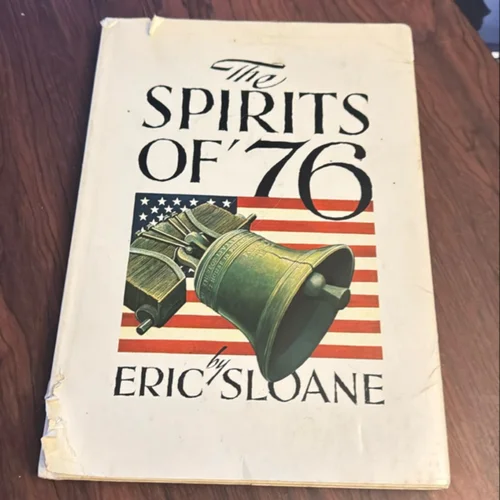 The
SPIRITS
OF '76
by
ERIC SLOANE